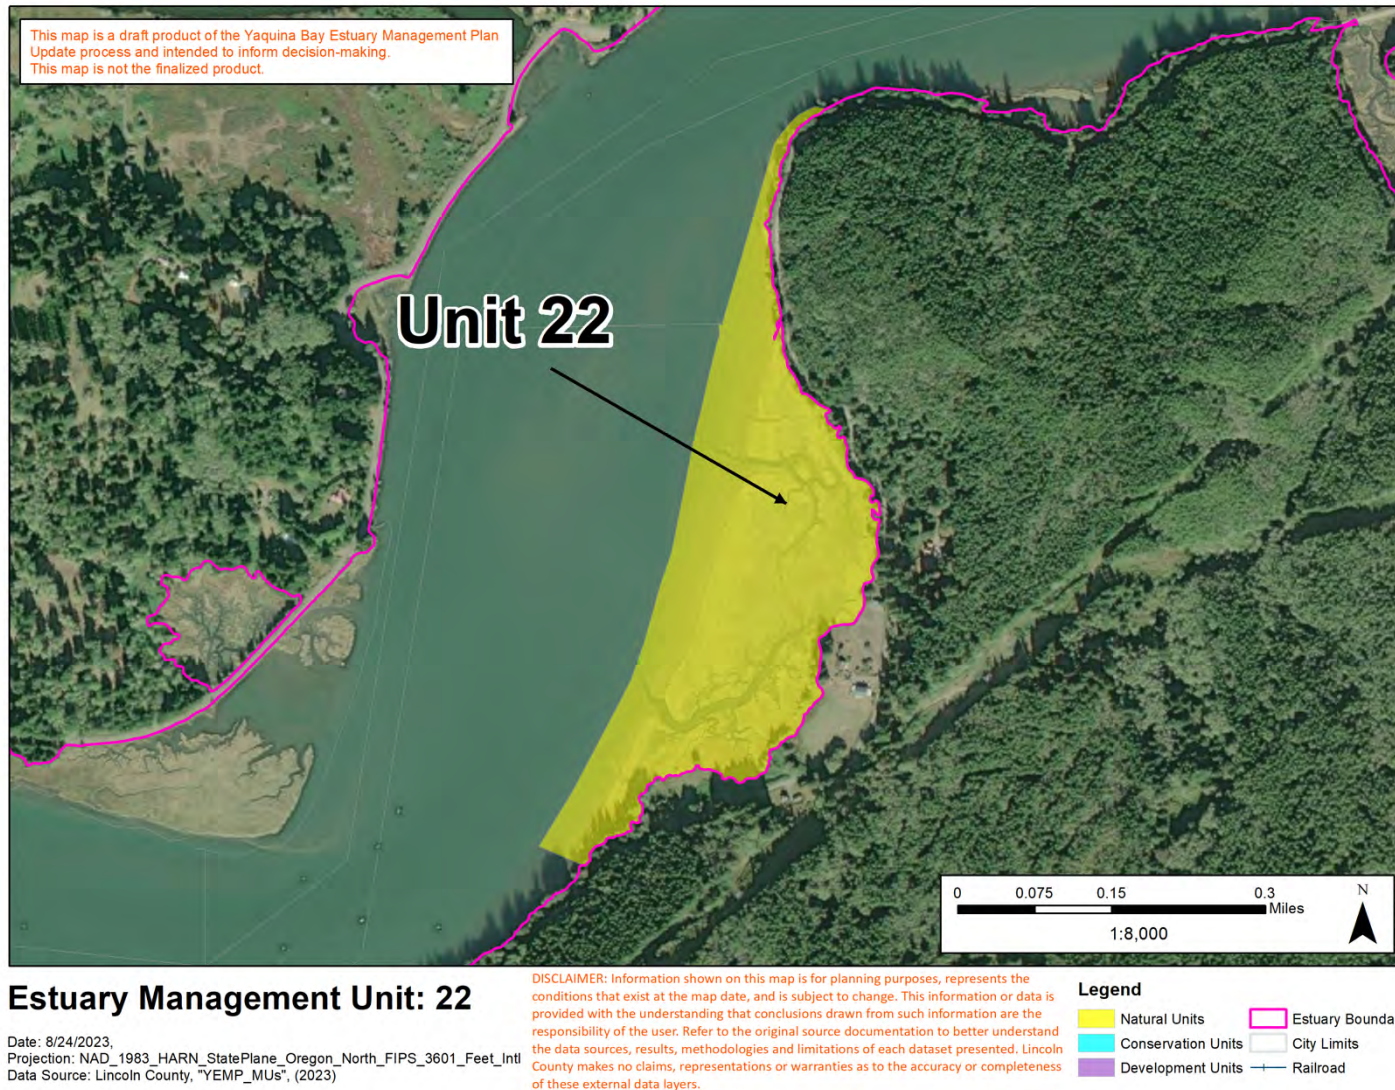 This map is a draft product of the Yaquina Bay Estuary Management Plan
Update process and intended to inform decision-making.
This map is not the finalized product.
Unit 22
0 0.075 0.15 0.3
Miles
1:8,000
N
Estuary Management Unit: 22
Date: 8/24/2023,
Projection: NAD_1983_HARN_StatePlane_Oregon_North_FIPS_3601_Feet_Intl
Data Source: Lincoln County, "YEMP_MUs", (2023)
DISCLAIMER: Information shown on this map is for planning purposes, represents the
conditions that exist at the map date, and is subject to change. This information or data is
provided with the understanding that conclusions drawn from such information are the
responsibility of the user. Refer to the original source documentation to better understand
the data sources, results, methodologies and limitations of each dataset presented. Lincoln
County makes no claims, representations or warranties as to the accuracy or completeness
of these external data layers.
Legend
Natural Units
Conservation Units
Development Units
Estuary Bounda
City Limits
Railroad